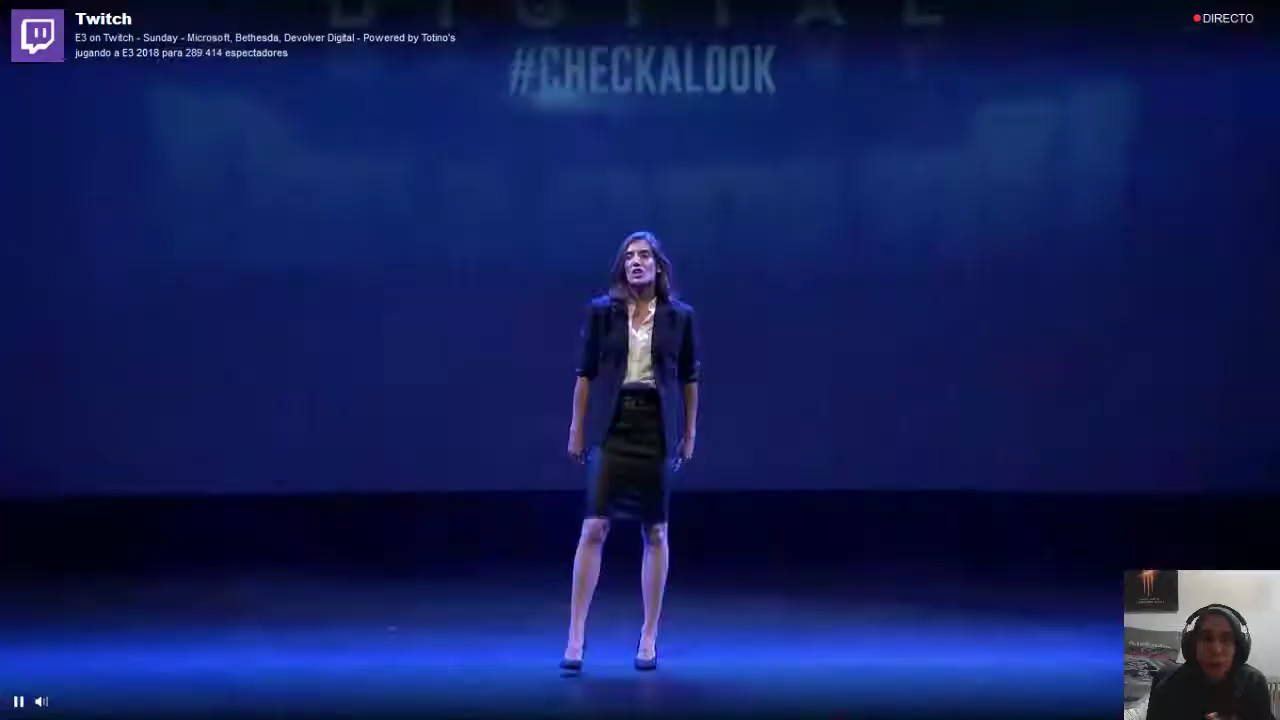 Twitch
E3 on Twitch - Sunday - Microsoft, Bethesda, Devolver Digital - Powered by Totino's
jugando a E3 2018 para 289 414 espectadores
DIRECTO
DIGITAL
#CHECKALOOK